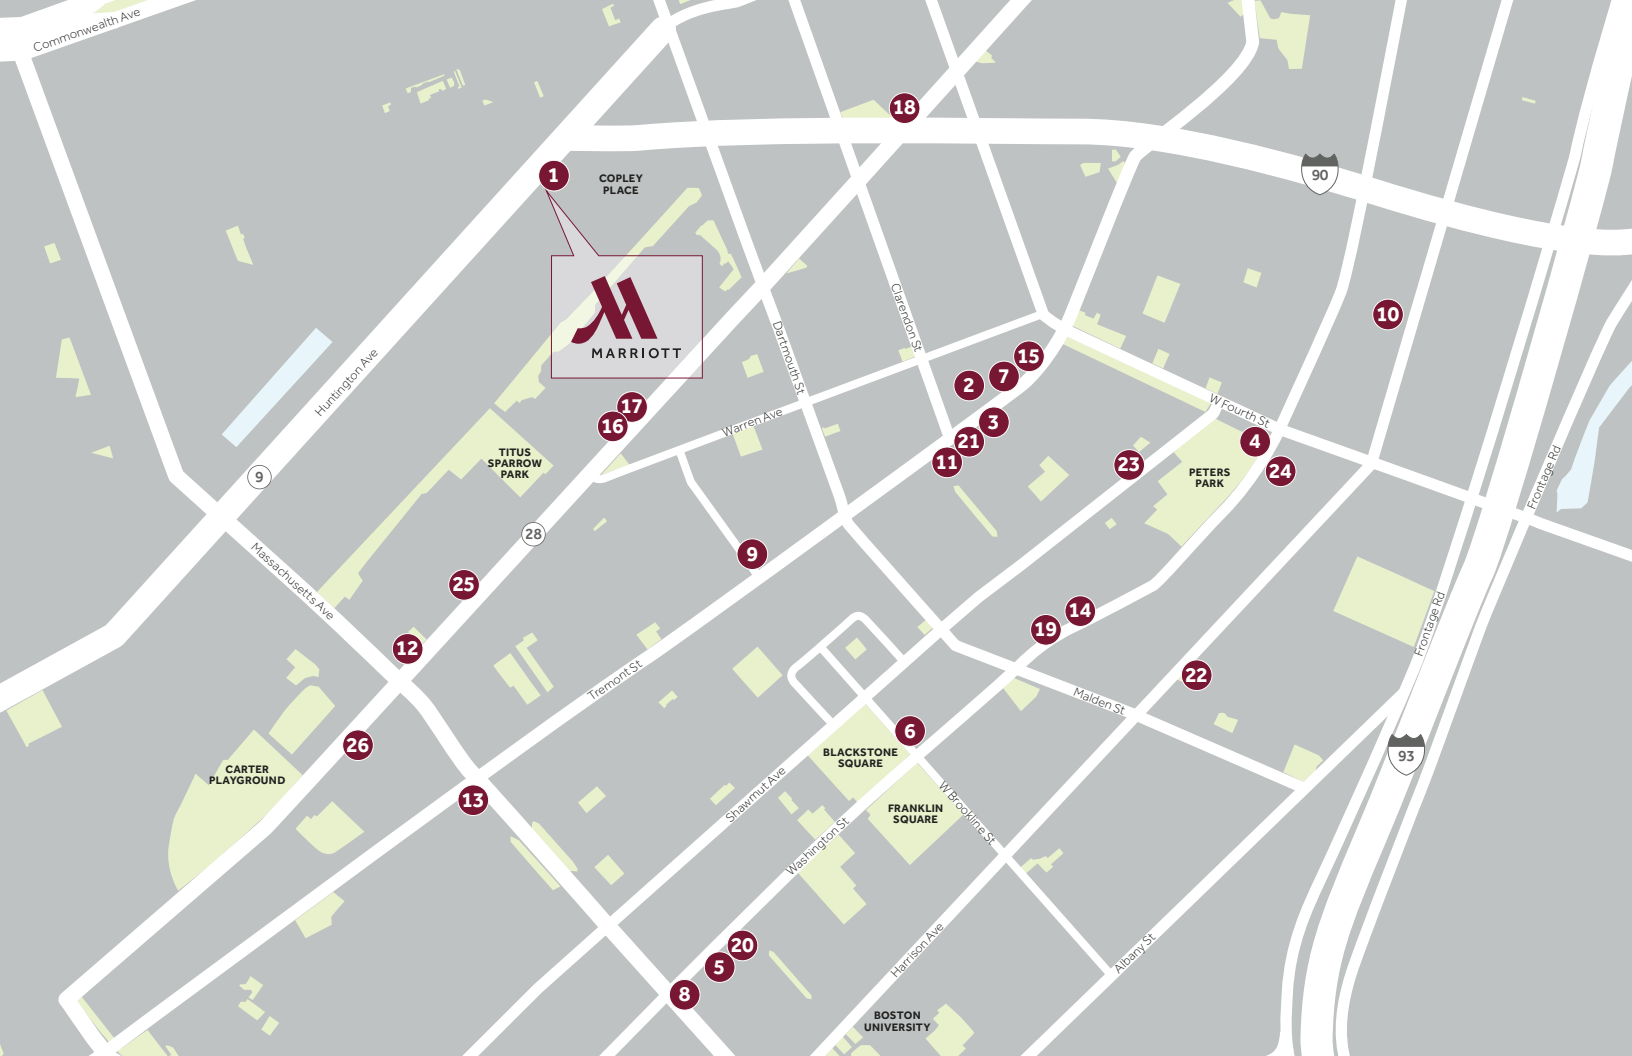 Commonwealth Ave
18
1
COPLEY
PLACE
90
MARRIOTT
Huntington Ave
Dartmouth St
Clarendon St
10
15
7
2
17
16
Warren Ave
3
21
11
W Fourth St
4
24
23
PETERS
PARK
Frontage Rd
TITUS
SPARROW
PARK
9
28
9
Massachusetts Ave
25
12
Tremont St
14
19
Frontage Rd
22
Malden St
26
6
BLACKSTONE
SQUARE
93
CARTER
PLAYGROUND
13
Shawmut Ave
FRANKLIN
SQUARE
W Brookline St
Washington St
20
5
8
Harrison Ave
Albany St
BOSTON
UNIVERSITY